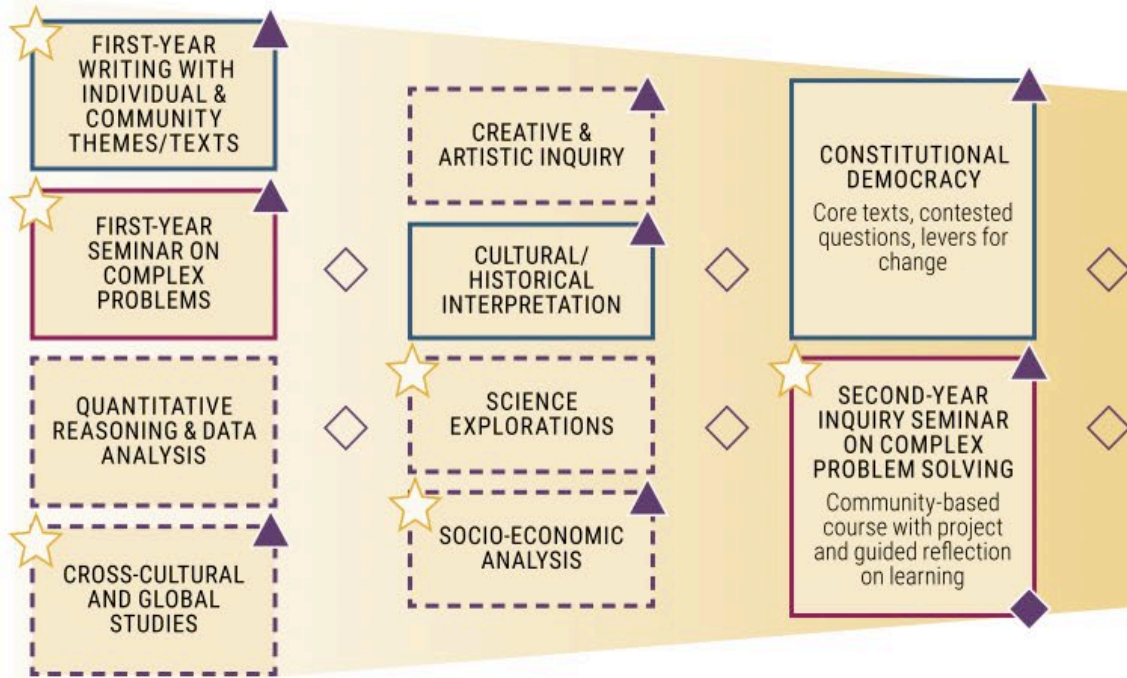 FIRST-YEAR
WRITING WITH
INDIVIDUAL &
COMMUNITY
THEMES/TEXTS
FIRST-YEAR
SEMINAR ON
COMPLEX
PROBLEMS
QUANTITATIVE
REASONING & DATA
ANALYSIS
CROSS-CULTURAL
AND GLOBAL
STUDIES
CREATIVE &
ARTISTIC INQUIRY
CULTURAL/
HISTORICAL
INTERPRETATION
SCIENCE
EXPLORATIONS
SOCIO-ECONOMIC
ANALYSIS
CONSTITUTIONAL
DEMOCRACY
Core texts, contested
questions, levers for
change
SECOND-YEAR
INQUIRY SEMINAR
ON COMPLEX
PROBLEM SOLVING
Community-based
course with project
and guided reflection
on learning